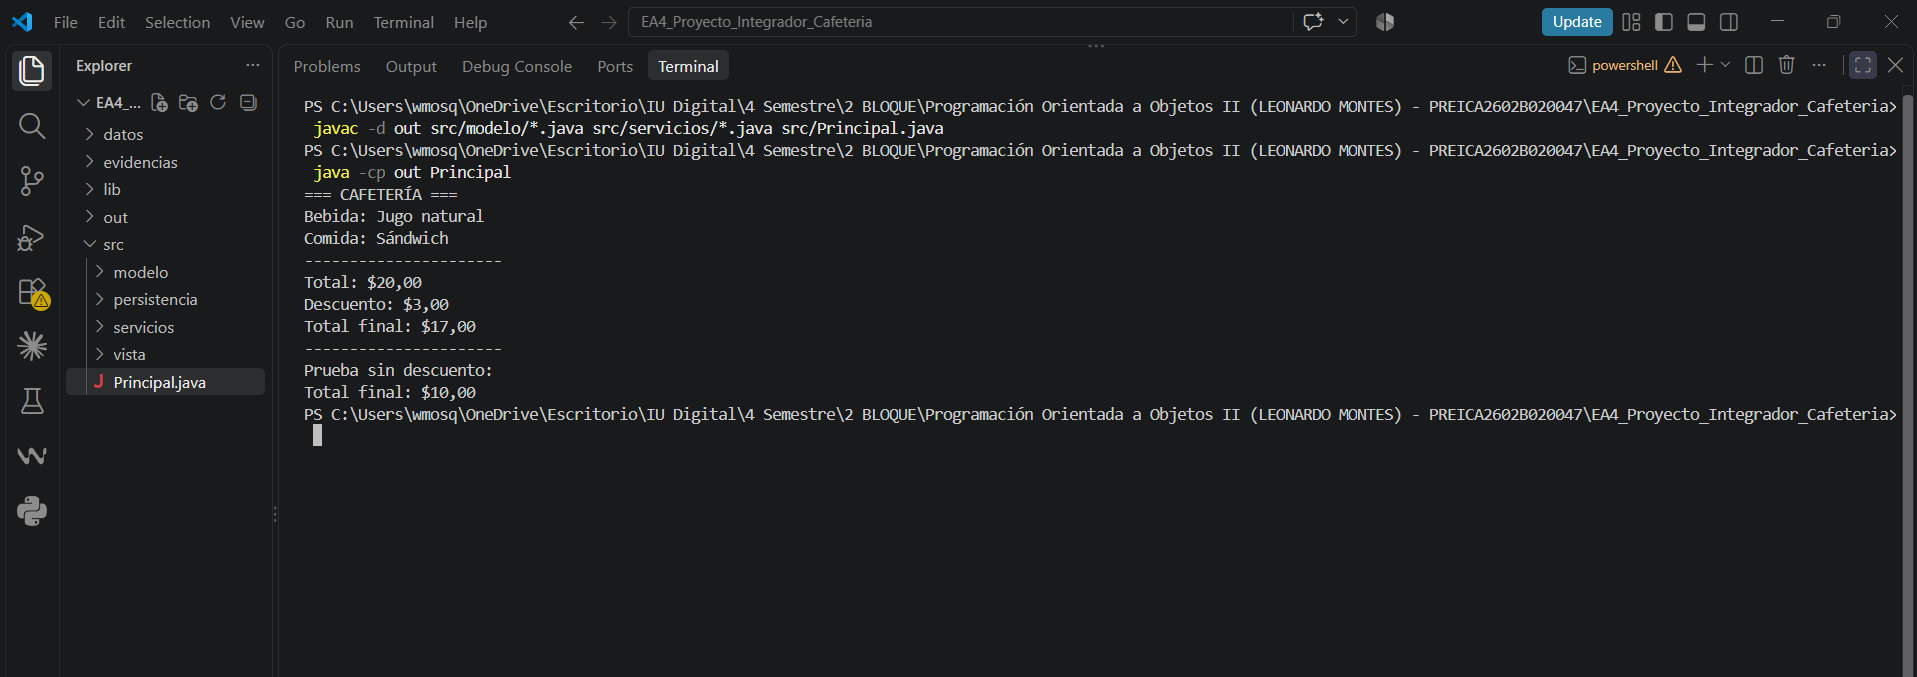 File Edit Selection View Go Run Terminal Help
EA4_Proyecto_Integrador_Cafeteria
Update
Explorer
EA4_...
datos
evidencias
lib
out
src
modelo
persistencia
servicios
vista
J Principal.java
Problems Output Debug Console Ports Terminal
powershell
PS C:\Users\wmosq\OneDrive\Escritorio\IU Digital\4 Semestre\2 BLOQUE\Programación Orientada a Objetos II (LEONARDO MONTES) - PREICA2602B020047\EA4_Proyecto_Integrador_Cafeteria>
javac -d out src/modelo/*.java src/servicios/*.java src/Principal.java
PS C:\Users\wmosq\OneDrive\Escritorio\IU Digital\4 Semestre\2 BLOQUE\Programación Orientada a Objetos II (LEONARDO MONTES) - PREICA2602B020047\EA4_Proyecto_Integrador_Cafeteria>
java -cp out Principal
=== CAFETERÍA ===
Bebida: Jugo natural
Comida: Sándwich
----------------------
Total: $20,00
Descuento: $3,00
Total final: $17,00
----------------------
Prueba sin descuento:
Total final: $10,00
PS C:\Users\wmosq\OneDrive\Escritorio\IU Digital\4 Semestre\2 BLOQUE\Programación Orientada a Objetos II (LEONARDO MONTES) - PREICA2602B020047\EA4_Proyecto_Integrador_Cafeteria>